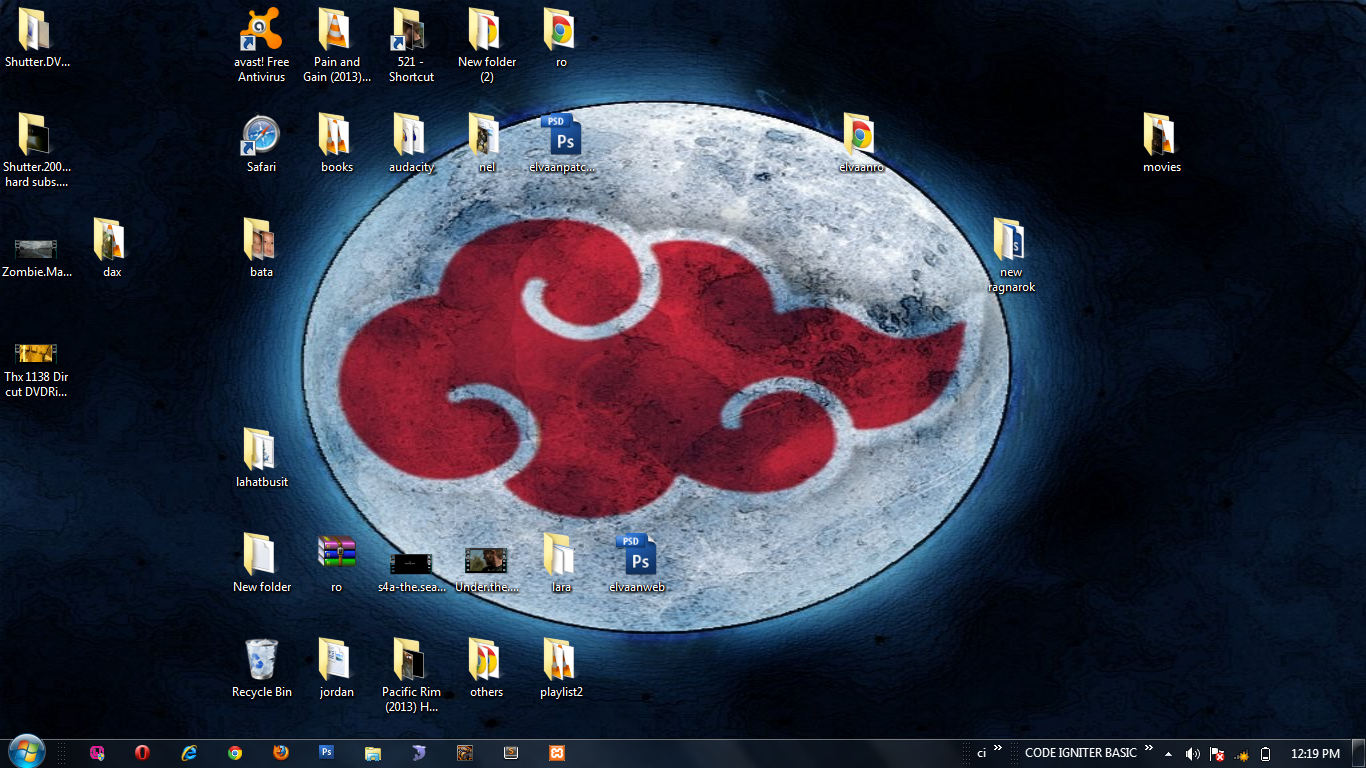 Shutter.DV...
avast! Free
Antivirus
Pain and
Gain (2013)...
521 -
Shortcut
New folder
(2)
ro
Shutter.200...
hard subs....
Safari
books
audacity
nel
PSD
Ps
elvaanpatc...
elvaanro
movies
Zombie.Ma...
dax
bata
new
ragnarok
Thx 1138 Dir
cut DVDRi...
lahatbusit
New folder
ro
s4a-the.sea...
Under.the....
lara
PSD
Ps
elvaanweb
Recycle Bin
jordan
Pacific Rim
(2013) H...
others
playlist2
Ps
ci »
CODE IGNITER BASIC »
12:19 PM